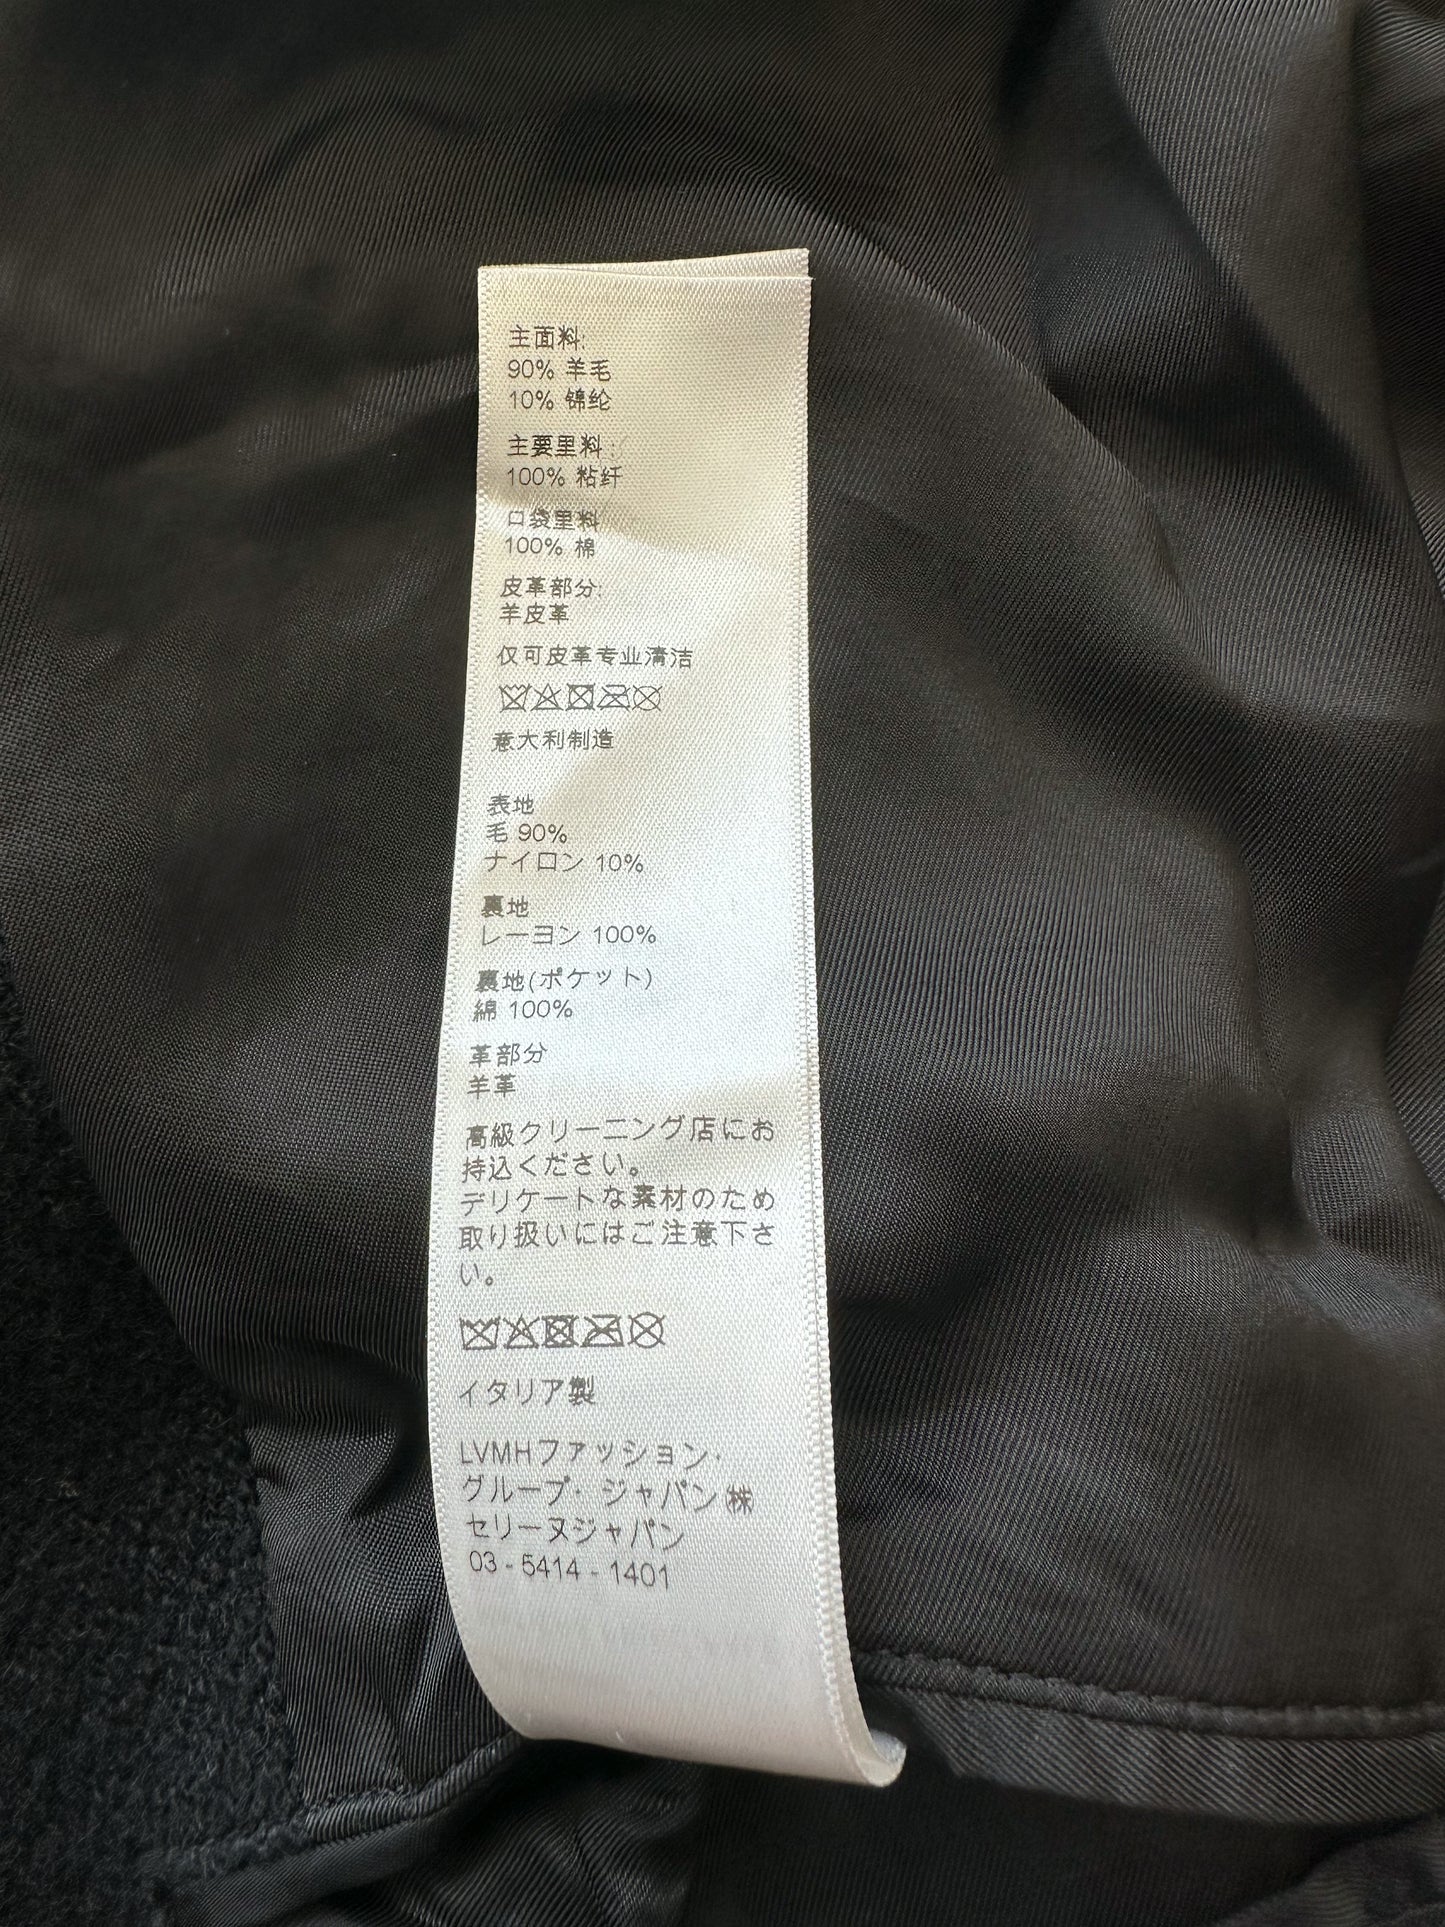 主面料:
90% 羊毛
10% 锦纶
主要里料:
100% 粘纤
口袋里料
100% 棉
皮革部分:
羊皮革
仅可皮革专业清洁
意大利制造
表地
毛 90%
ナイロン 10%
裏地
レーヨン 100%
裏地(ポケット)
綿 100%
革部分
羊革
高級クリーニング店にお
持込ください。
デリケートな素材のため
取り扱いにはご注意下さ
い。
イタリア製
LVMHファッション·
グループ· ジャパン㈱
セリーヌジャパン
03 - 5414 - 1401